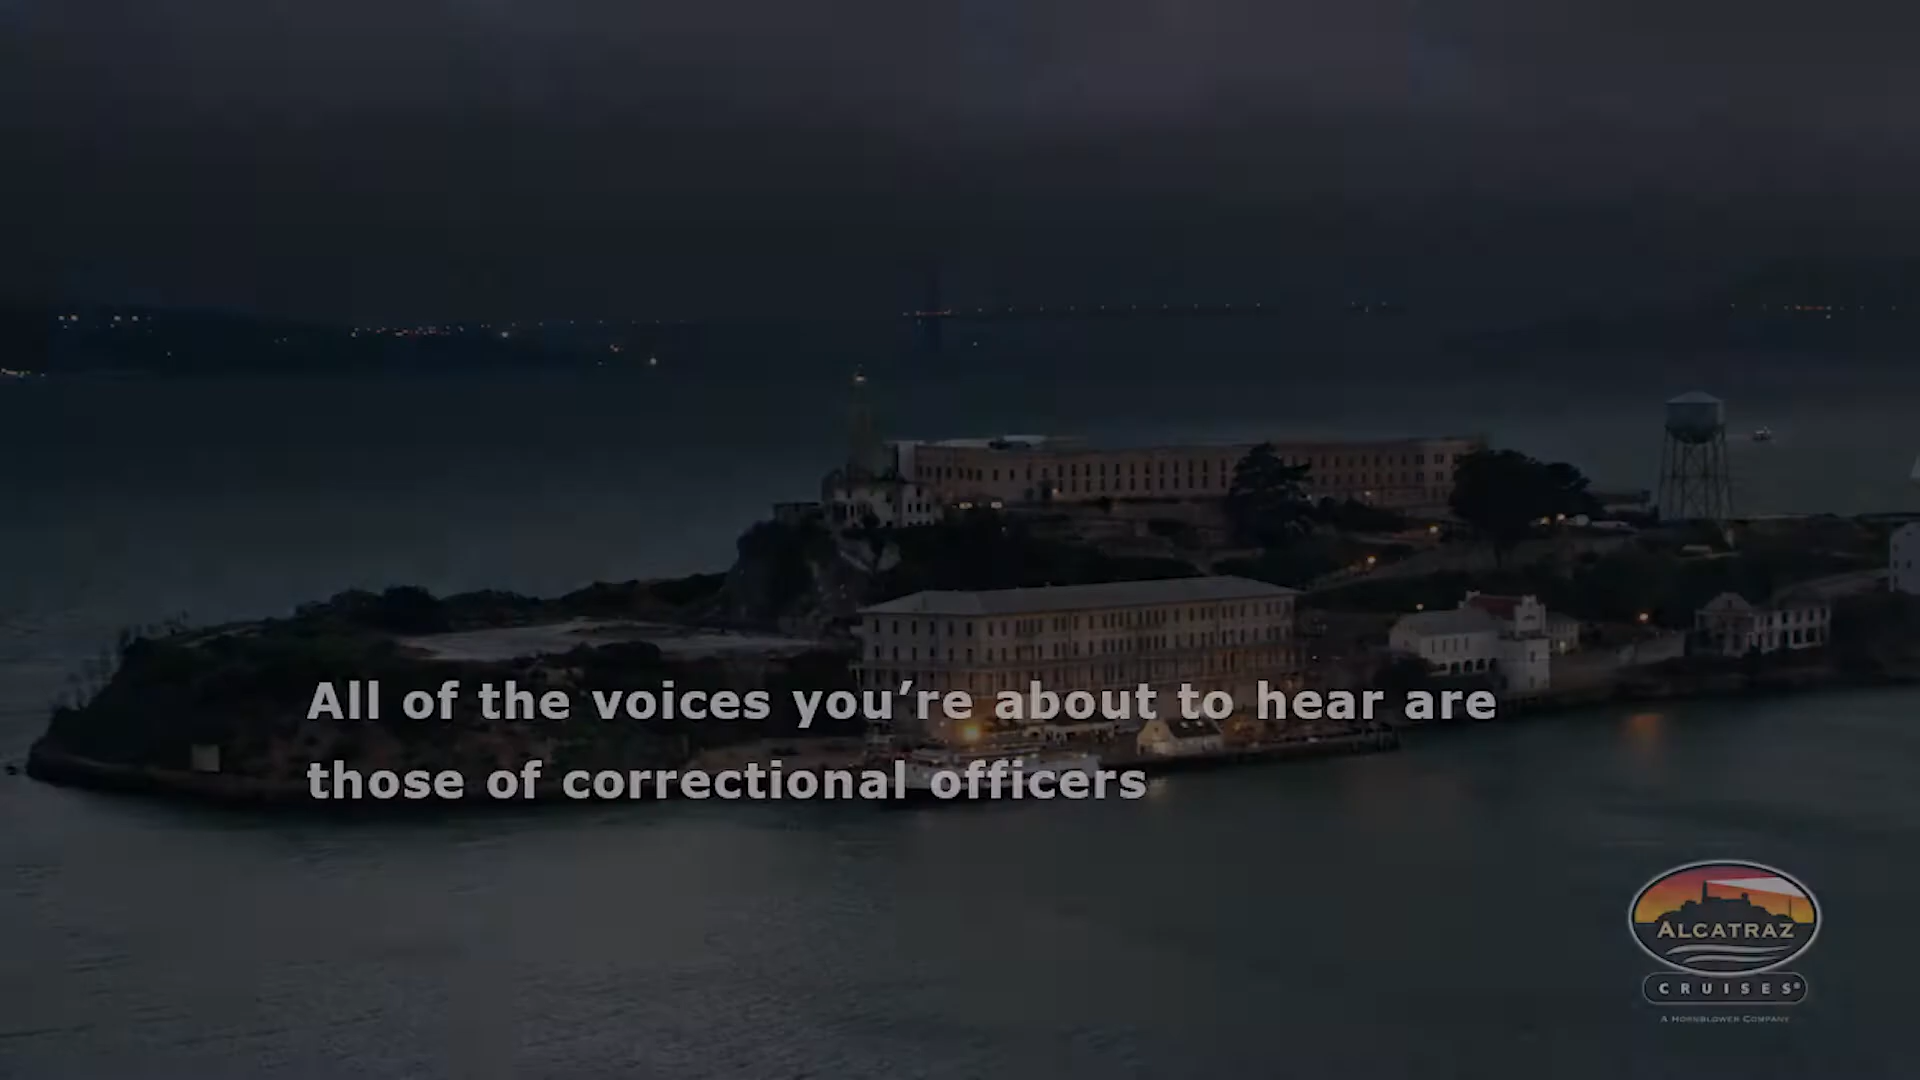 All of the voices you’re about to hear are
those of correctional officers
ALCATRAZ
CRUISES®
A HORNBLOWER COMPANY